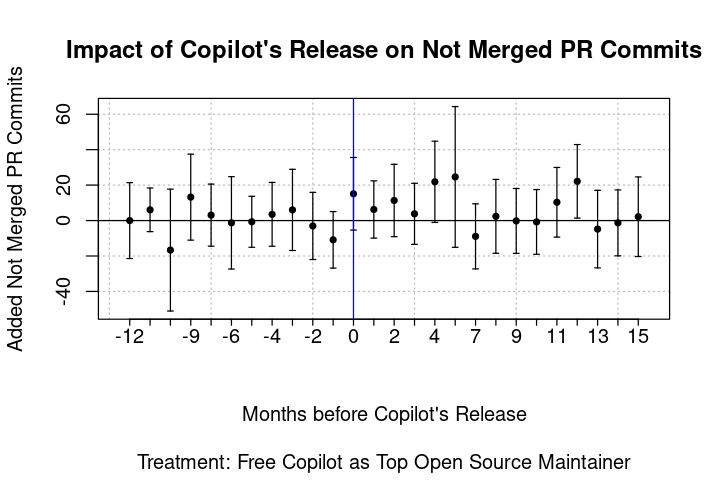 Impact of Copilot's Release on Not Merged PR Commits
Added Not Merged PR Commits
60
20
0
-40
-12 -9 -6 -4 -2 0 2 4 7 9 11 13 15
Months before Copilot's Release
Treatment: Free Copilot as Top Open Source Maintainer